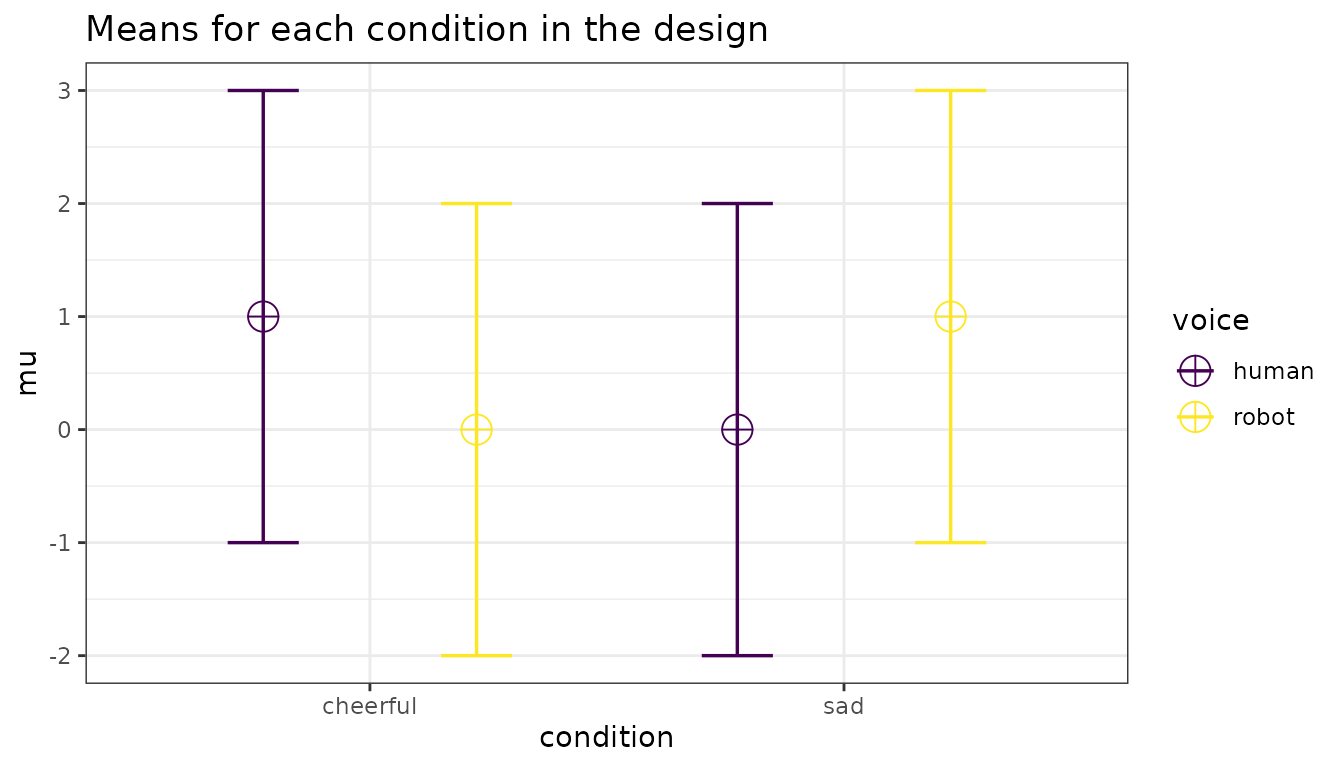 Means for each condition in the design
3
2
1
0
-1
-2
mu
cheerful
sad
condition
voice
human
robot